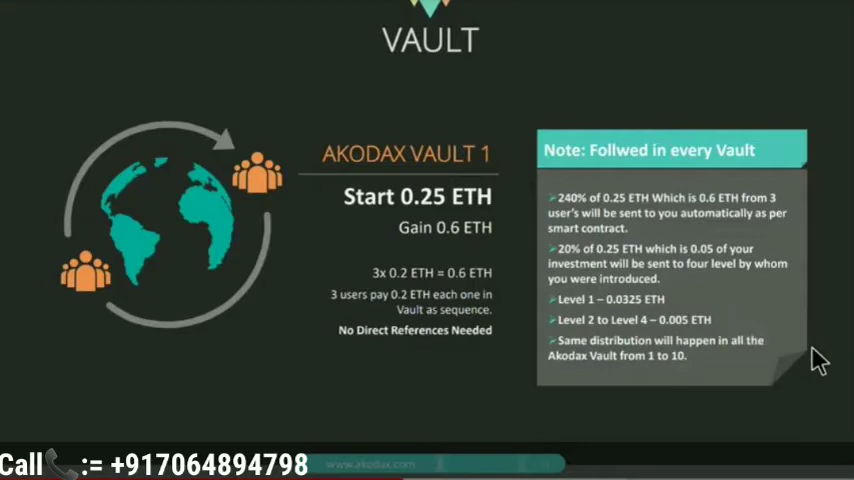 VAULT
AKODAX VAULT 1
Start 0.25 ETH
Gain 0.6 ETH
3x 0.2 ETH = 0.6 ETH
3 users pay 0.2 ETH each one in
Vault as sequence.
No Direct References Needed
Note: Follwed in every Vault
➢240% of 0.25 ETH Which is 0.6 ETH from 3
user's will be sent to you automatically as per
smart contract.
➢20% of 0.25 ETH which is 0.05 of your
investment will be sent to four level by whom
you were introduced.
➢Level 1 – 0.0325 ETH
➢Level 2 to Level 4 – 0.005 ETH
➢Same distribution will happen in all the
Akodax Vault from 1 to 10.
Call📞:= +917064894798
www.akodax.com